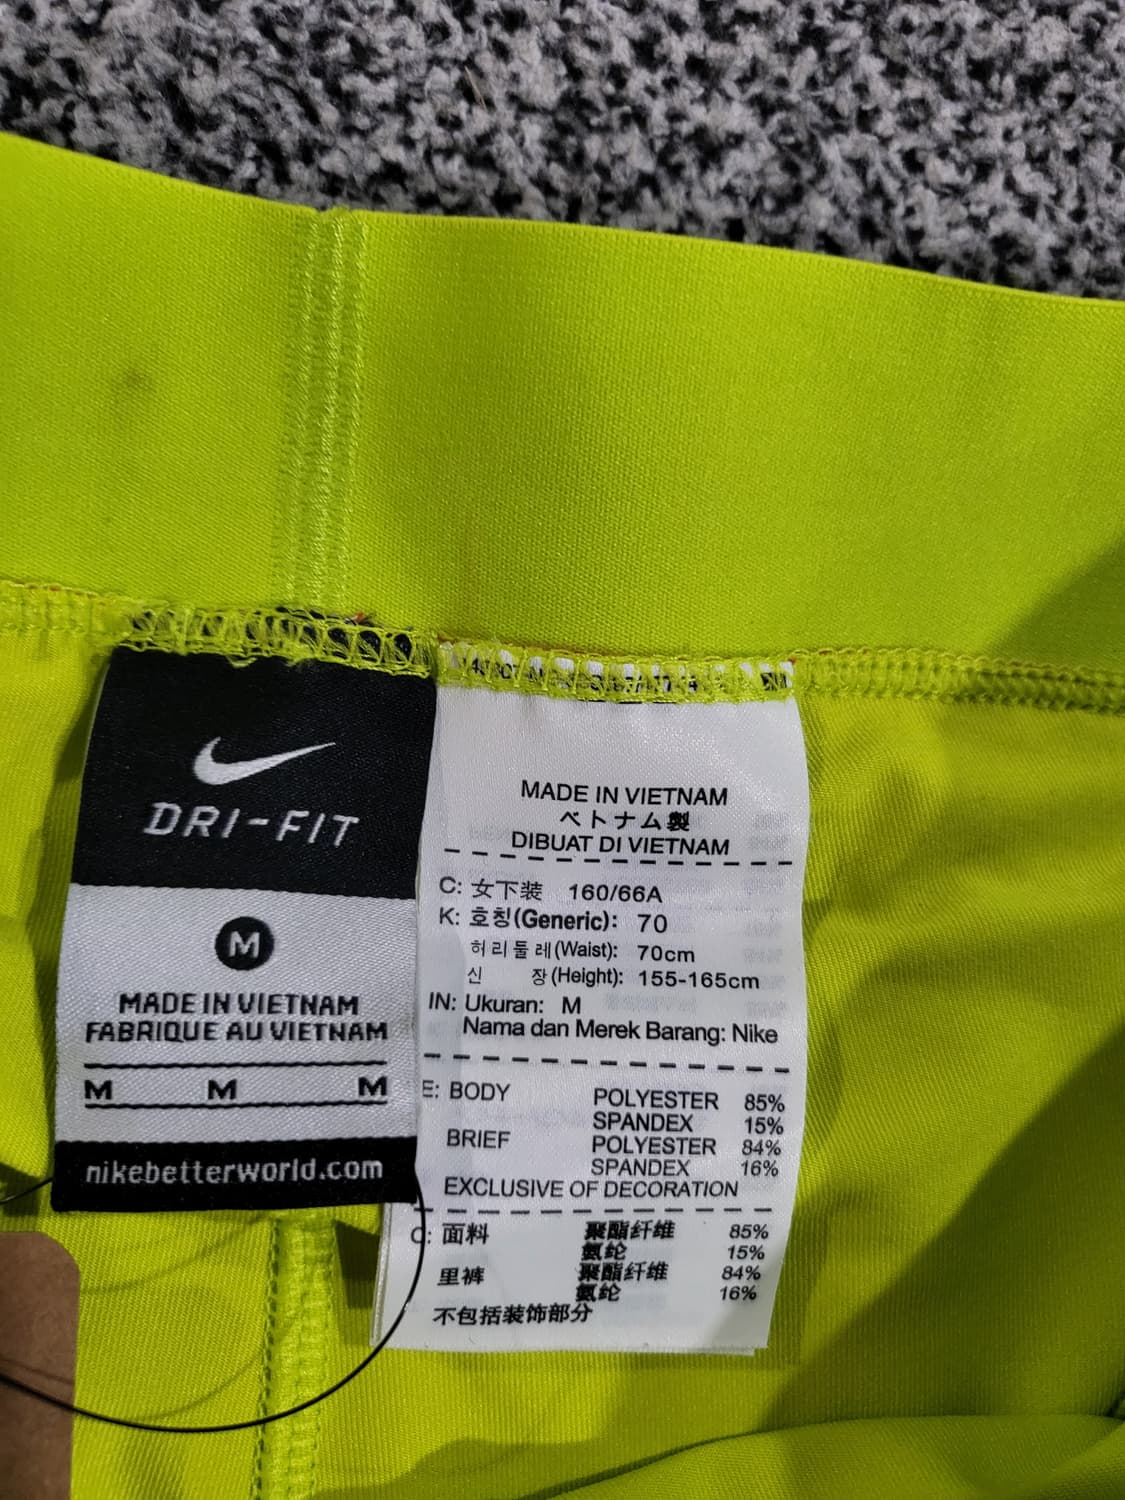 DRI-FIT
M
MADE IN VIETNAM
FABRIQUE AU VIETNAM
M M M
nikebetterworld.com
MADE IN VIETNAM
ベトナム製
DIBUAT DI VIETNAM
C: 女下装 160/66A
K: 호칭(Generic): 70
허리둘레(Waist): 70cm
신 장(Height): 155-165cm
IN: Ukuran: M
Nama dan Merek Barang: Nike
E: BODY POLYESTER 85%
SPANDEX 15%
BRIEF POLYESTER 84%
SPANDEX 16%
EXCLUSIVE OF DECORATION
C: 面料 聚酯纤维 85%
氨纶 15%
里裤 聚酯纤维 84%
氨纶 16%
不包括装饰部分